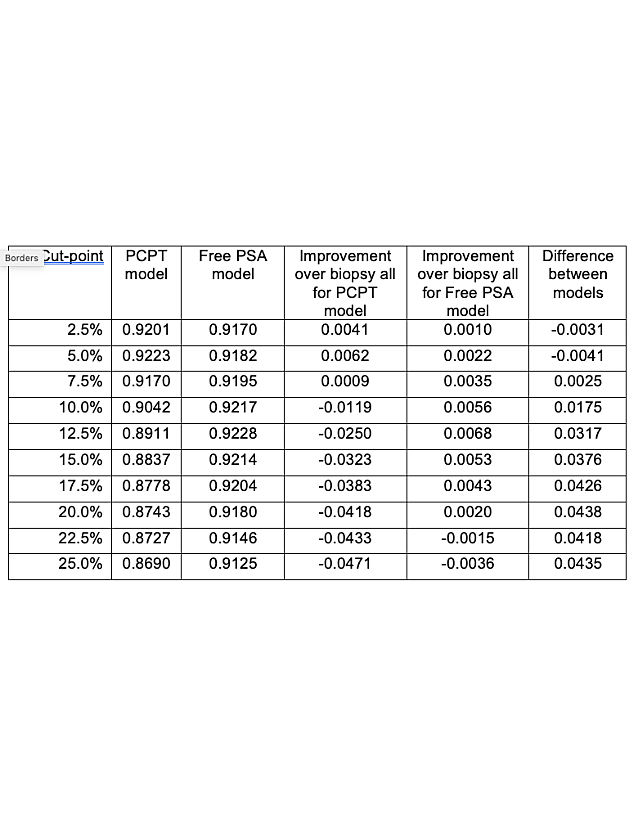 Borders Cut-point PCPT model Free PSA model Improvement over biopsy all for PCPT model Improvement over biopsy all for Free PSA model Difference between models
2.5% 0.9201 0.9170 0.0041 0.0010 -0.0031
5.0% 0.9223 0.9182 0.0062 0.0022 -0.0041
7.5% 0.9170 0.9195 0.0009 0.0035 0.0025
10.0% 0.9042 0.9217 -0.0119 0.0056 0.0175
12.5% 0.8911 0.9228 -0.0250 0.0068 0.0317
15.0% 0.8837 0.9214 -0.0323 0.0053 0.0376
17.5% 0.8778 0.9204 -0.0383 0.0043 0.0426
20.0% 0.8743 0.9180 -0.0418 0.0020 0.0438
22.5% 0.8727 0.9146 -0.0433 -0.0015 0.0418
25.0% 0.8690 0.9125 -0.0471 -0.0036 0.0435